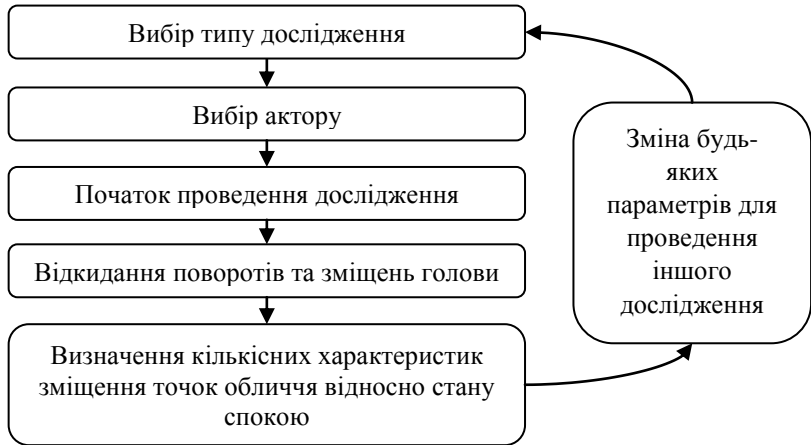 Вибір типу дослідження
Вибір актору
Початок проведення дослідження
Відкидання поворотів та зміщень голови
Визначення кількісних характеристик
зміщення точок обличчя відносно стану
спокою
Зміна будь-
яких
параметрів для
проведення
іншого
дослідження